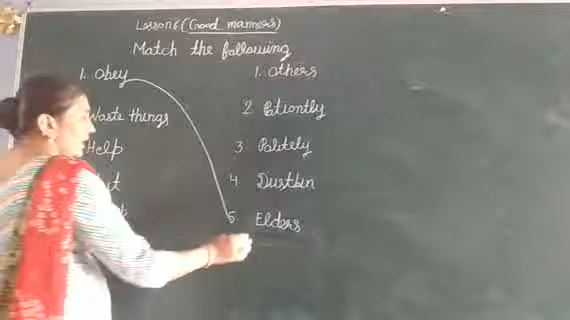 Lesson 6 (Good manners)
Match the following
1. Obey 1. Others
Waste things 2. Patiently
Help 3. Politely
4. Dustbin
5. Elders